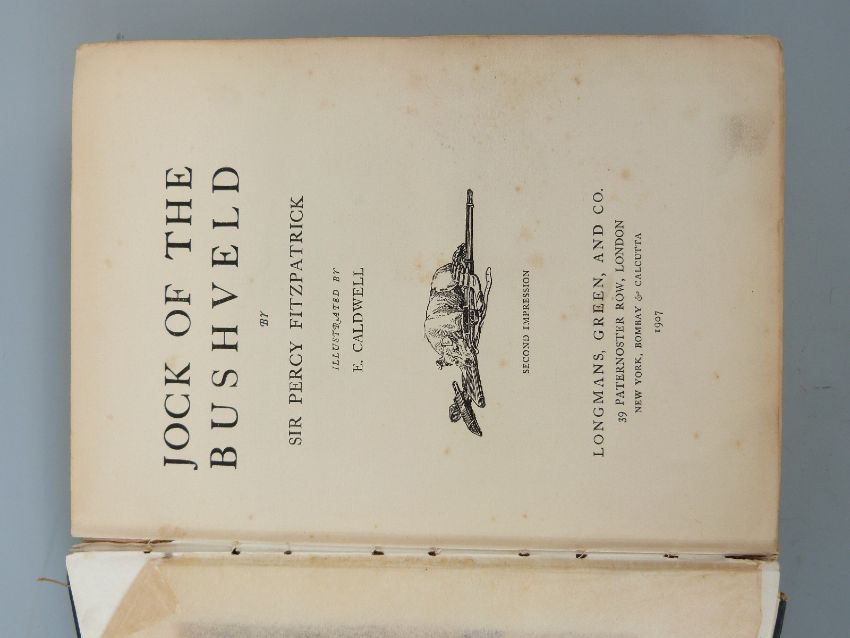 JOCK OF THE
BUSHVELD
BY
SIR PERCY FITZPATRICK
ILLUSTRATED BY
E. CALDWELL
SECOND IMPRESSION
LONGMANS, GREEN, AND CO.
39 PATERNOSTER ROW, LONDON
NEW YORK, BOMBAY & CALCUTTA
1907